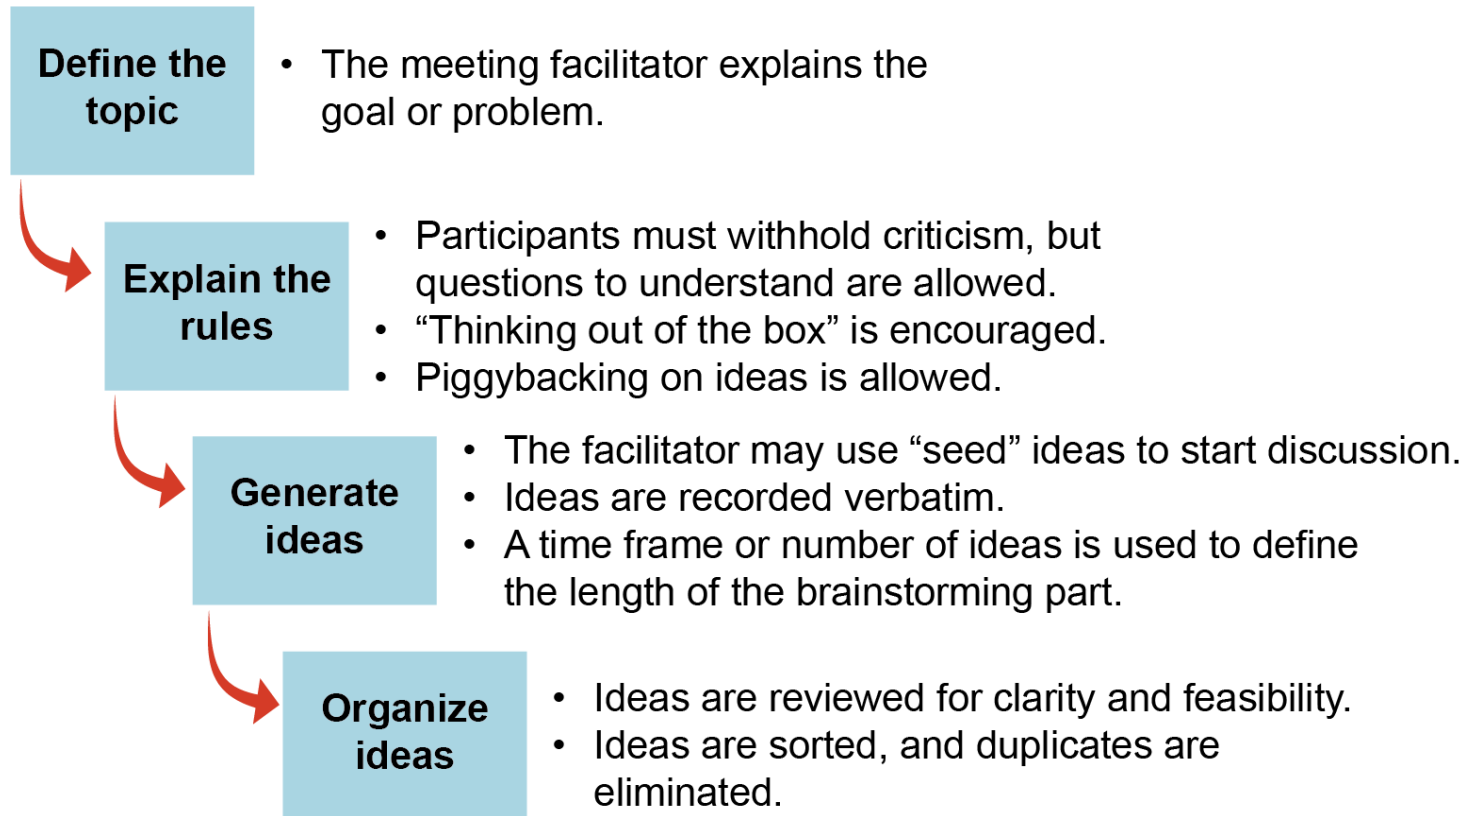 Define the
topic
• The meeting facilitator explains the
goal or problem.
Explain the
rules
• Participants must withhold criticism, but
questions to understand are allowed.
• “Thinking out of the box” is encouraged.
• Piggybacking on ideas is allowed.
Generate
ideas
• The facilitator may use “seed” ideas to start discussion.
• Ideas are recorded verbatim.
• A time frame or number of ideas is used to define
the length of the brainstorming part.
Organize
ideas
• Ideas are reviewed for clarity and feasibility.
• Ideas are sorted, and duplicates are
eliminated.